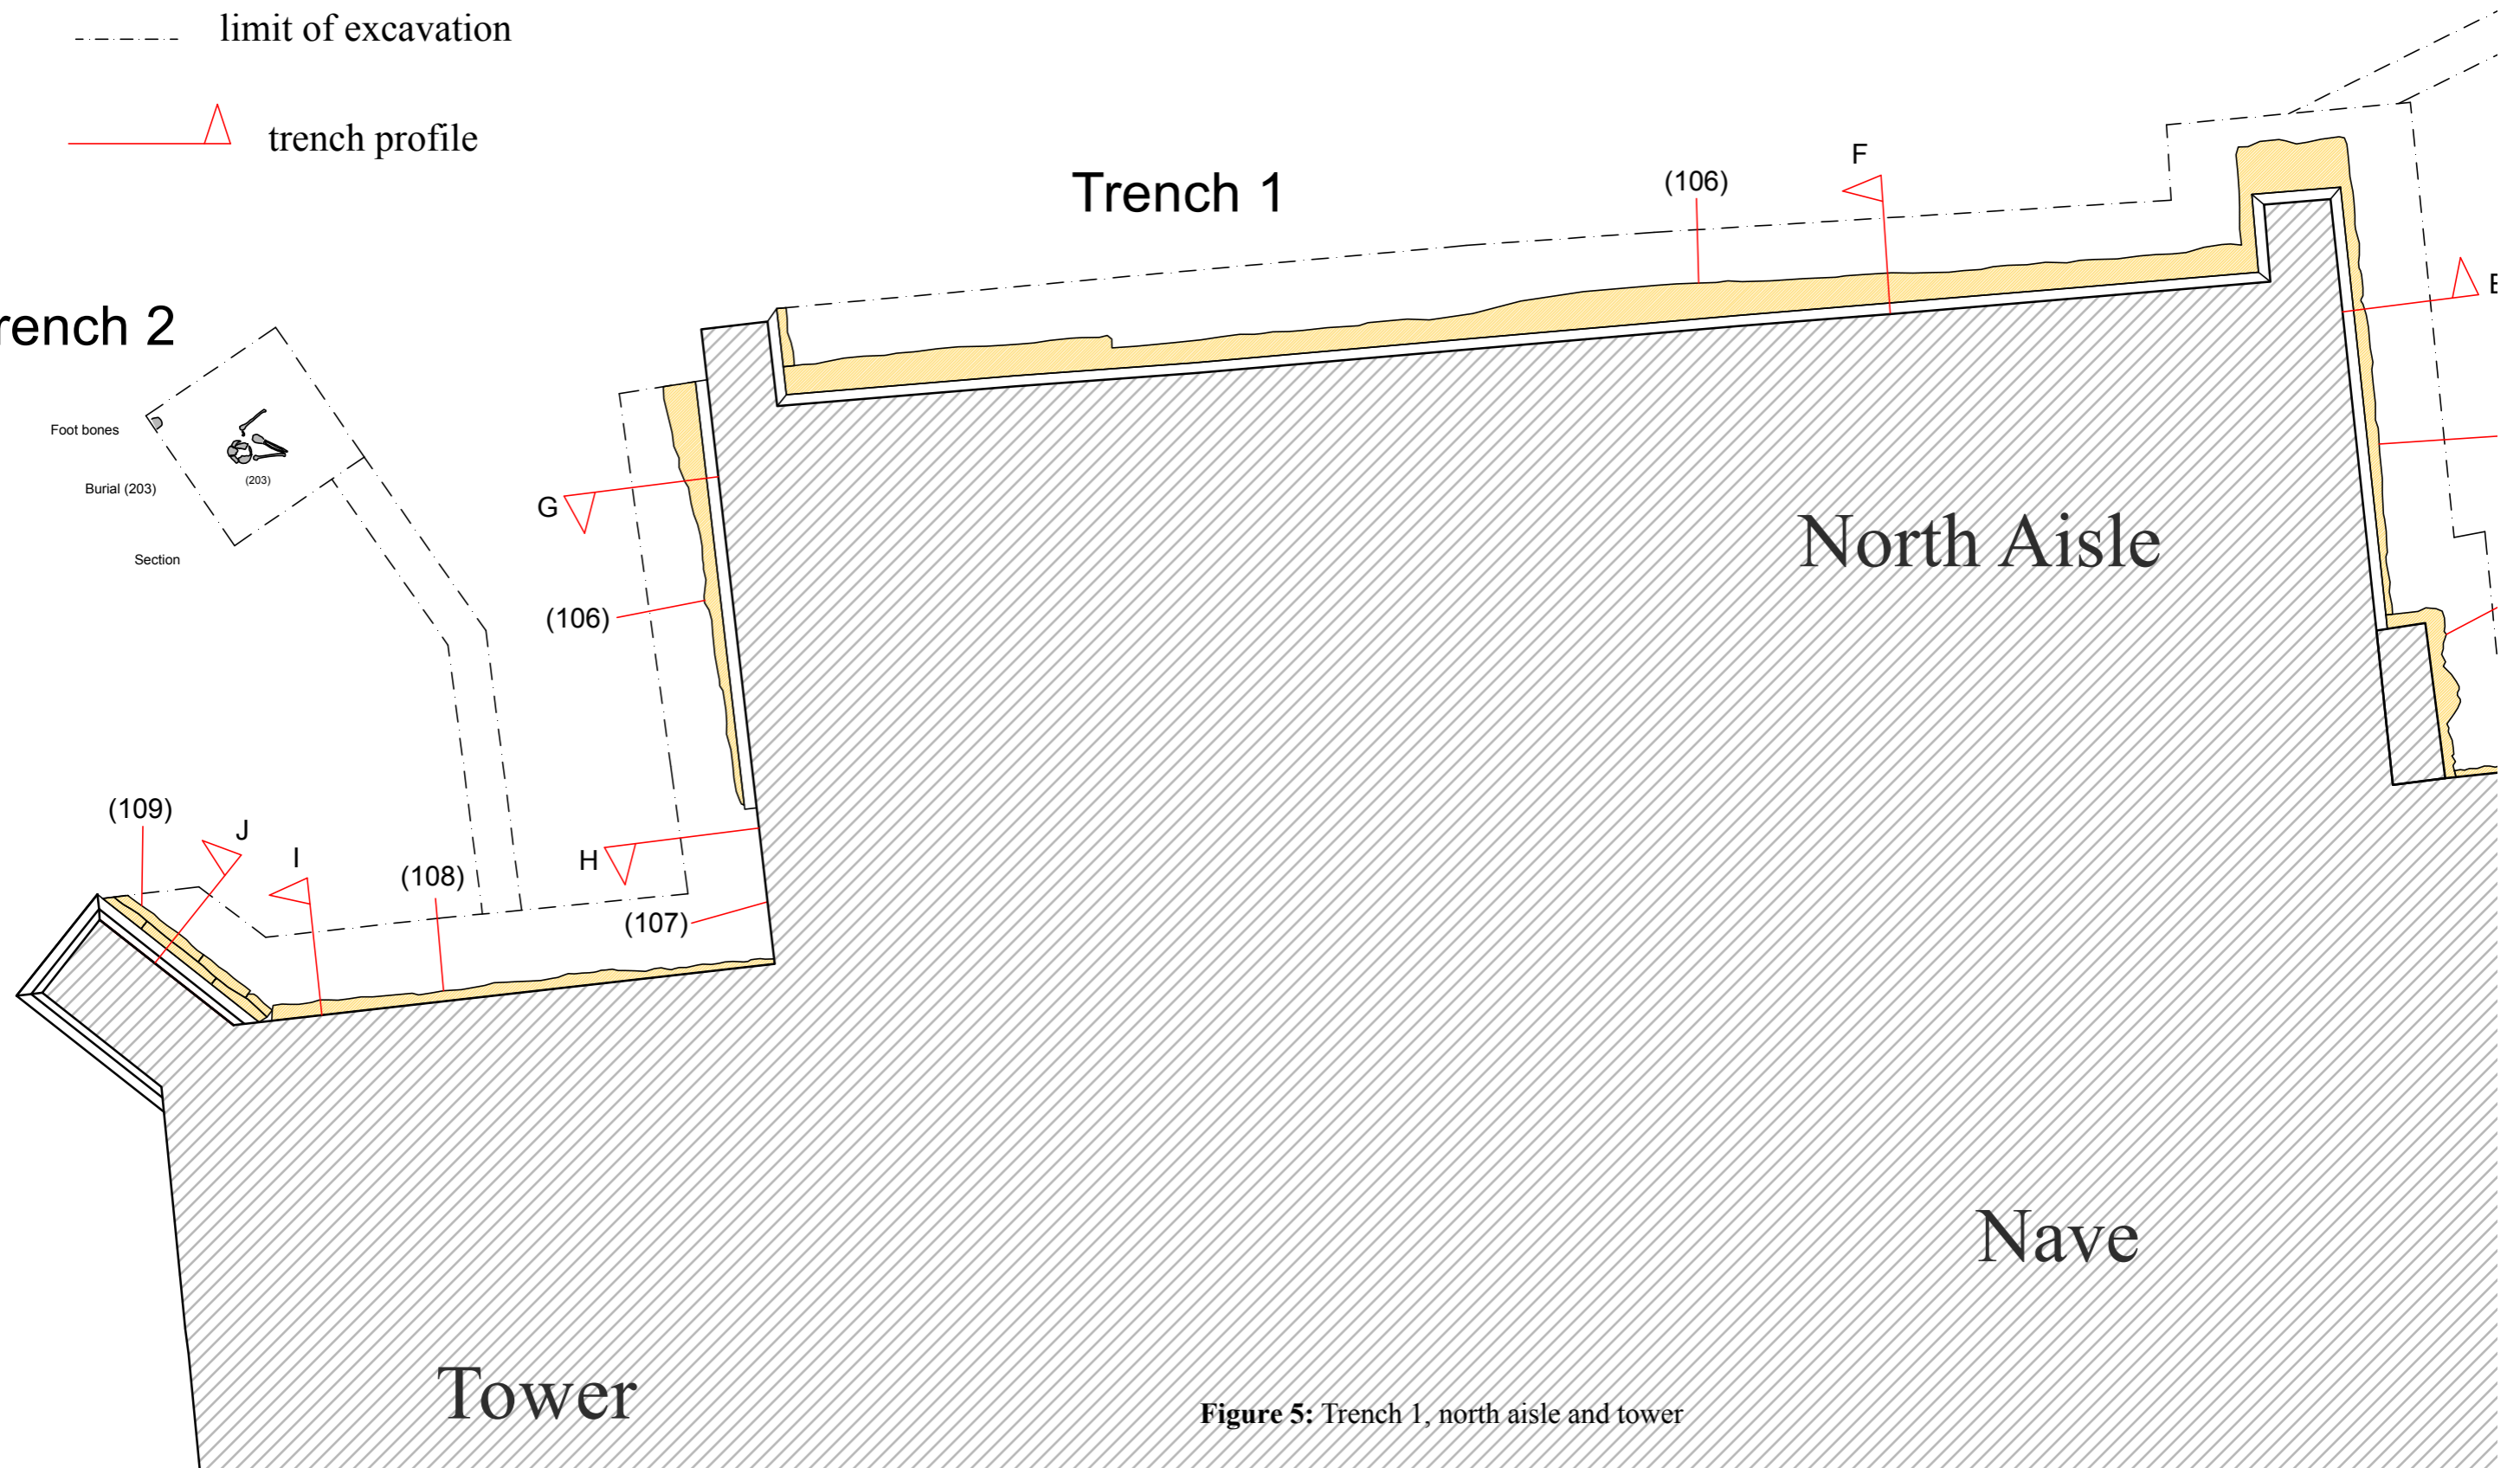 limit of excavation
trench profile
Trench 1
(106)
F
rench 2
Foot bones
Burial (203)
(203)
Section
G
(106)
North Aisle
(109)
J
I
(108)
H
(107)
Nave
Tower
Figure 5: Trench 1, north aisle and tower